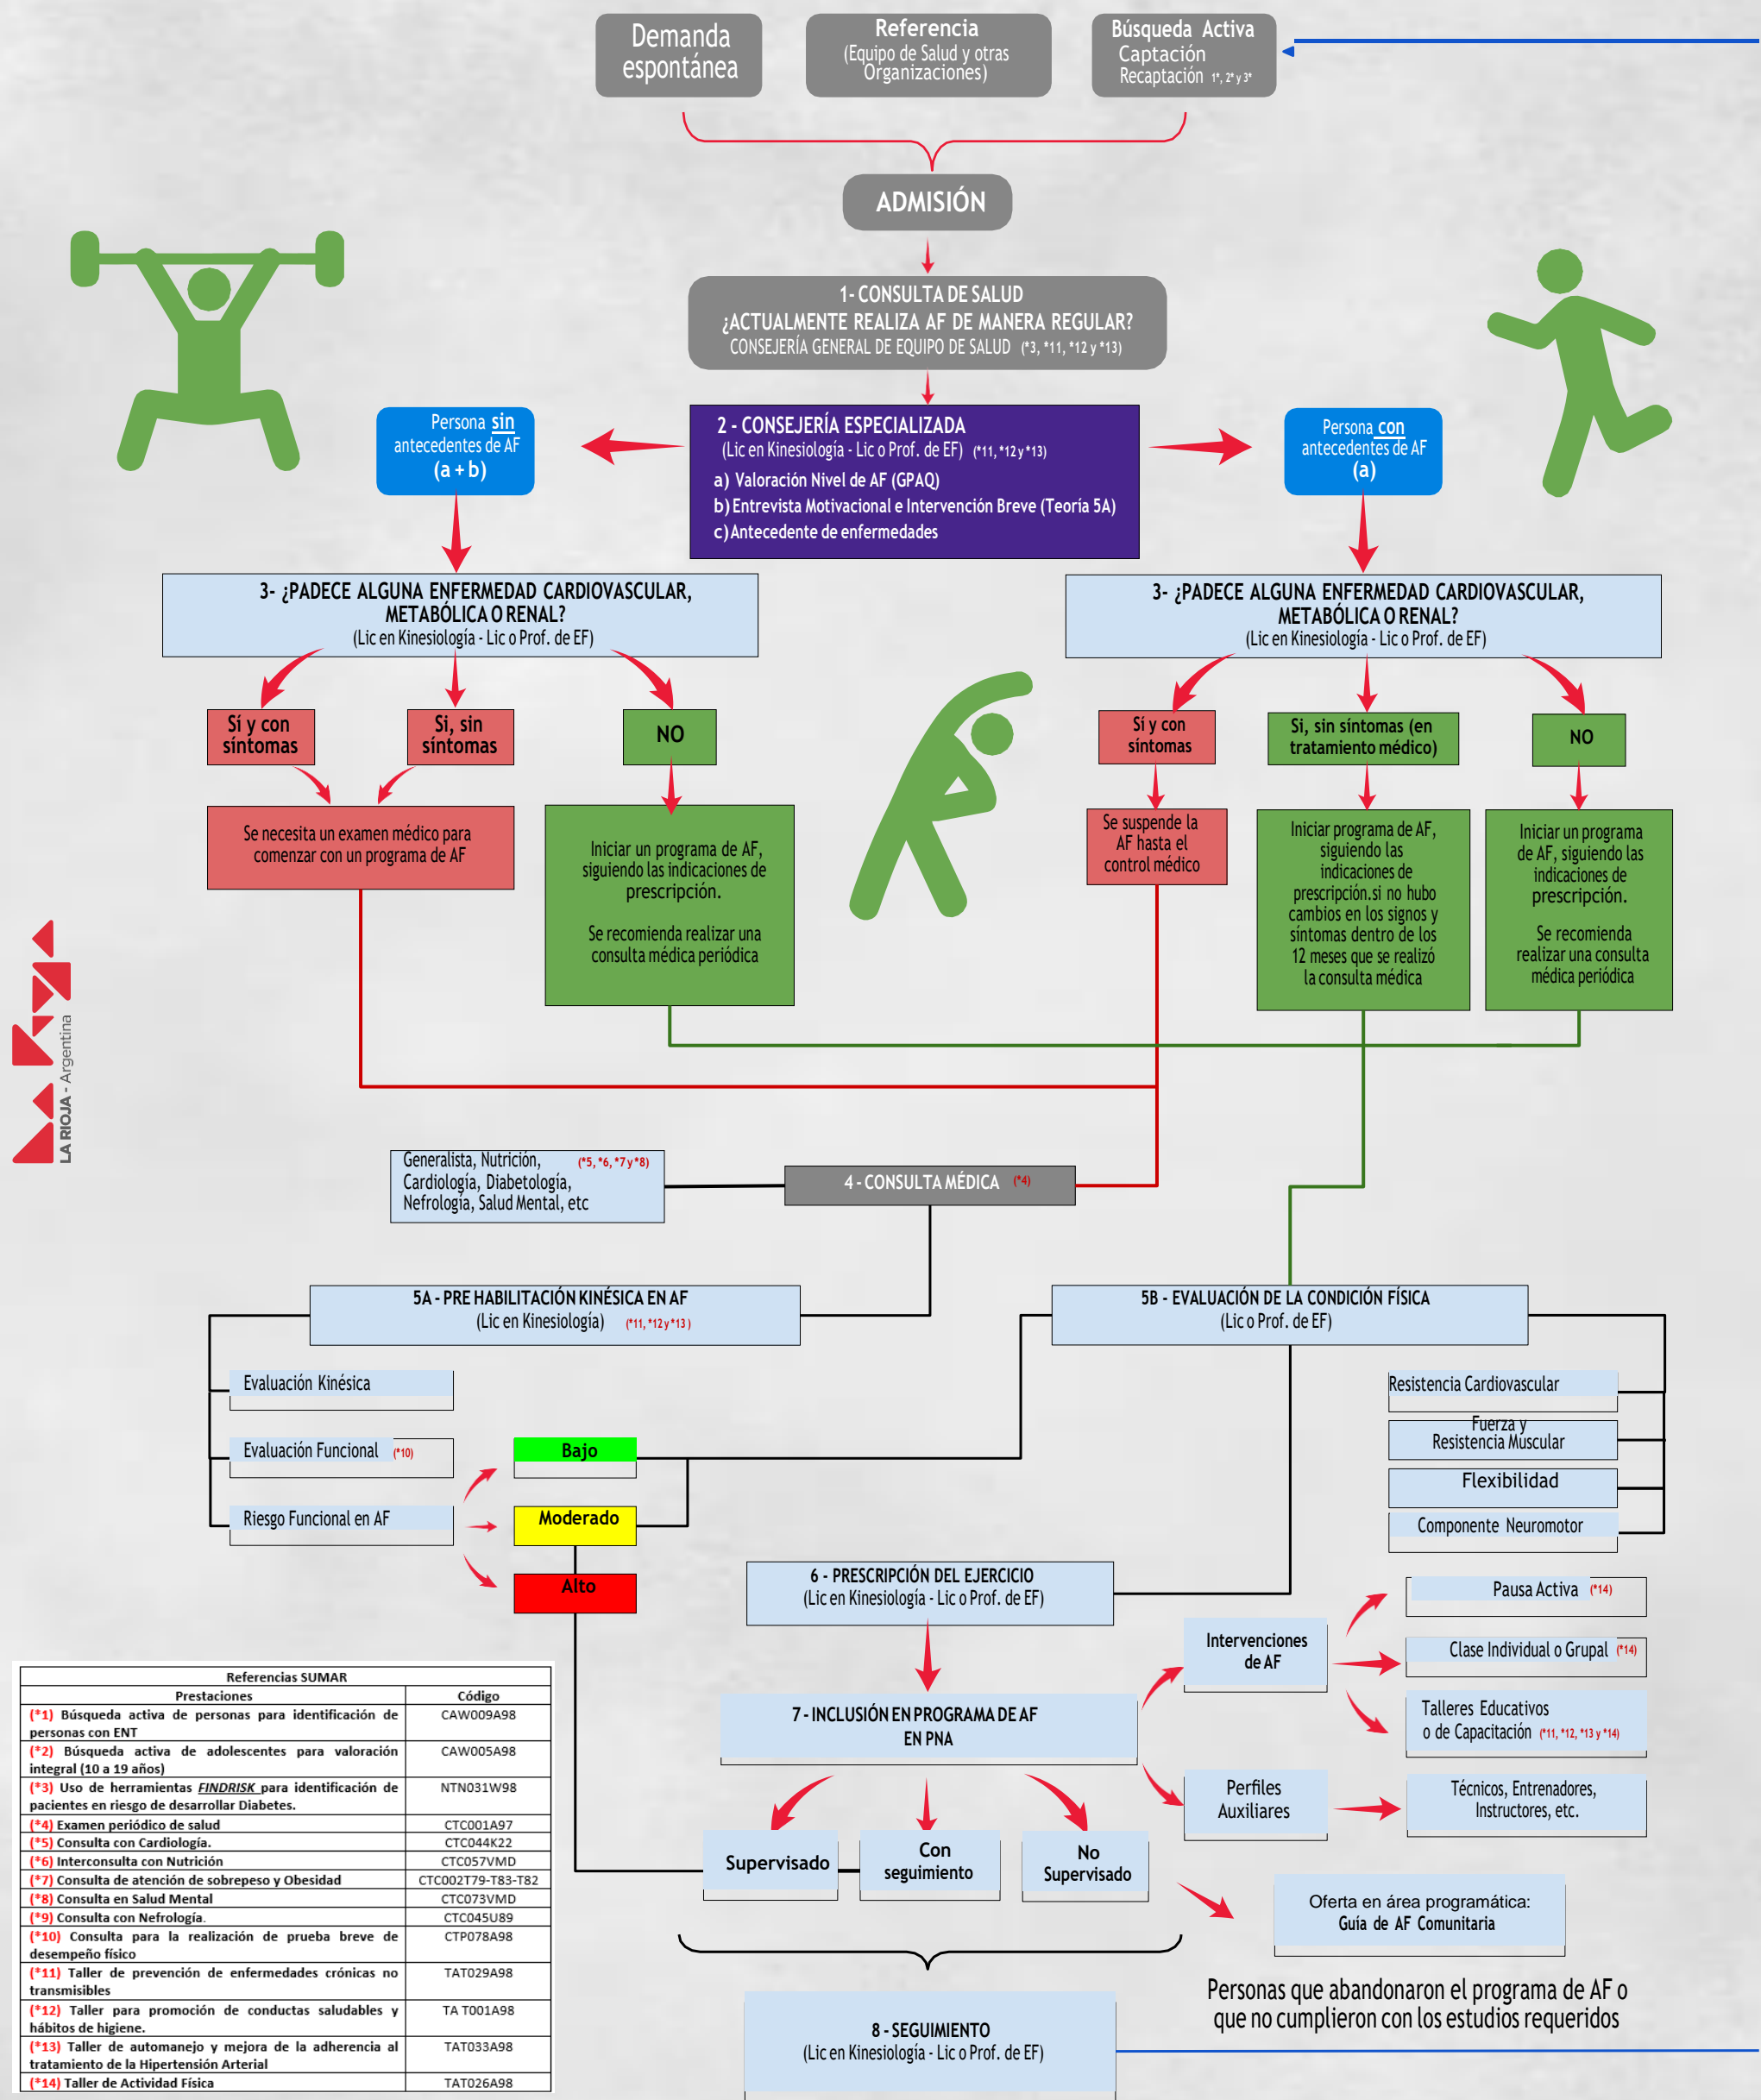 Demanda
espontánea
Referencia
(Equipo de Salud y otras
Organizaciones)
Búsqueda Activa
Captación
Recaptación 1*, 2* y 3*
ADMISIÓN
1- CONSULTA DE SALUD
¿ACTUALMENTE REALIZA AF DE MANERA REGULAR?
CONSEJERÍA GENERAL DE EQUIPO DE SALUD (*3, *11, *12 y *13)
Persona sin
antecedentes de AF
(a + b)
2 - CONSEJERÍA ESPECIALIZADA
(Lic en Kinesiología - Lic o Prof. de EF) (*11, *12 y *13)
a) Valoración Nivel de AF (GPAQ)
b) Entrevista Motivacional e Intervención Breve (Teoría 5A)
c) Antecedente de enfermedades
Persona con
antecedentes de AF
(a)
3- ¿PADECE ALGUNA ENFERMEDAD CARDIOVASCULAR,
METABÓLICA O RENAL?
(Lic en Kinesiología - Lic o Prof. de EF)
3- ¿PADECE ALGUNA ENFERMEDAD CARDIOVASCULAR,
METABÓLICA O RENAL?
(Lic en Kinesiología - Lic o Prof. de EF)
Sí y con
síntomas
Si, sin
síntomas
NO
Sí y con
síntomas
Si, sin síntomas (en
tratamiento médico)
NO
Se necesita un examen médico para
comenzar con un programa de AF
Iniciar un programa de AF,
siguiendo las indicaciones de
prescripción.
Se recomienda realizar una
consulta médica periódica
Se suspende la
AF hasta el
control médico
Iniciar programa de AF,
siguiendo las
indicaciones de
prescripción.si no hubo
cambios en los signos y
síntomas dentro de los
12 meses que se realizó
la consulta médica
Iniciar un programa
de AF, siguiendo las
indicaciones de
prescripción.
Se recomienda
realizar una consulta
médica periódica
LA RIOJA - Argentina
Generalista, Nutrición, (*5, *6, *7 y *8)
Cardiología, Diabetología,
Nefrología, Salud Mental, etc
4 - CONSULTA MÉDICA (*4)
5A - PRE HABILITACIÓN KINÉSICA EN AF
(Lic en Kinesiología) (*11, *12 y *13 )
5B - EVALUACIÓN DE LA CONDICIÓN FÍSICA
(Lic o Prof. de EF)
Evaluación Kinésica
Evaluación Funcional (*10)
Riesgo Funcional en AF
Bajo
Moderado
Alto
Resistencia Cardiovascular
Fuerza y
Resistencia Muscular
Flexibilidad
Componente Neuromotor
6 - PRESCRIPCIÓN DEL EJERCICIO
(Lic en Kinesiología - Lic o Prof. de EF)
7 - INCLUSIÓN EN PROGRAMA DE AF
EN PNA
Intervenciones
de AF
Pausa Activa (*14)
Clase Individual o Grupal (*14)
Talleres Educativos
o de Capacitación (*11, *12, *13 y *14)
Perfiles
Auxiliares
Técnicos, Entrenadores,
Instructores, etc.
Supervisado
Con
seguimiento
No
Supervisado
Oferta en área programática:
Guía de AF Comunitaria
Personas que abandonaron el programa de AF o
que no cumplieron con los estudios requeridos
8 - SEGUIMIENTO
(Lic en Kinesiología - Lic o Prof. de EF)
Referencias SUMAR
Prestaciones Código
(*1) Búsqueda activa de personas para identificación de CAW009A98
personas con ENT
(*2) Búsqueda activa de adolescentes para valoración CAW005A98
integral (10 a 19 años)
(*3) Uso de herramientas FINDRISK para identificación de NTN031W98
pacientes en riesgo de desarrollar Diabetes.
(*4) Examen periódico de salud CTC001A97
(*5) Consulta con Cardiología. CTC044K22
(*6) Interconsulta con Nutrición CTC057VMD
(*7) Consulta de atención de sobrepeso y Obesidad CTC002T79-T83-T82
(*8) Consulta en Salud Mental CTC073VMD
(*9) Consulta con Nefrología. CTC045U89
(*10) Consulta para la realización de prueba breve de CTP078A98
desempeño físico
(*11) Taller de prevención de enfermedades crónicas no TAT029A98
transmisibles
(*12) Taller para promoción de conductas saludables y TA T001A98
hábitos de higiene.
(*13) Taller de automanejo y mejora de la adherencia al TAT033A98
tratamiento de la Hipertensión Arterial
(*14) Taller de Actividad Física TAT026A98